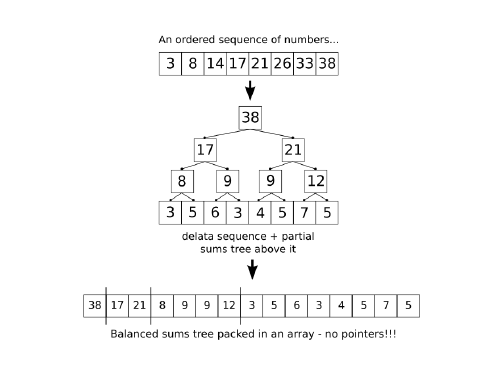 An ordered sequence of numbers...
3 8 14 17 21 26 33 38
38
17 21
8 9 9 12
3 5 6 3 4 5 7 5
delata sequence + partial
sums tree above it
38 17 21 8 9 9 12 3 5 6 3 4 5 7 5
Balanced sums tree packed in an array - no pointers!!!